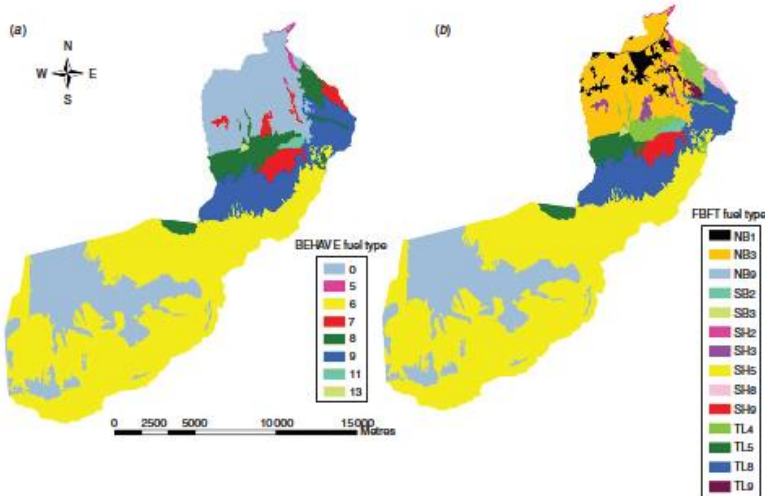 (a)
N
W E
S
BEHAVE fuel type
0
5
6
7
8
9
11
13
0 2500 5000 10000 15000
Metres
(b)
FBFT fuel type
NB1
NB3
NB9
SB2
SB3
SH2
SH3
SH5
SH8
SH9
TL4
TL5
TL8
TL9